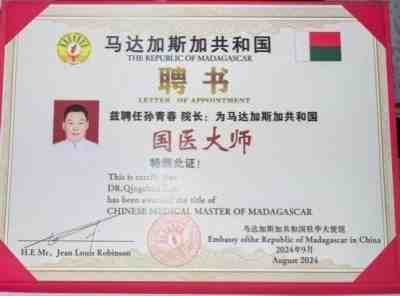 马达加斯加共和国
THE REPUBLIC OF MADAGASCAR
聘书
LETTER OF APPOINTMENT
兹聘任孙青春 院长：为马达加斯加共和国
国医大师
特颁此证！
This is certify that
DR.Qingchun
has been awarded the title of
CHINESE MEDICAL MASTER OF MADAGASCAR
H.E Mr, Jean Louis Robinson
马达加斯加共和国驻华大使馆
Embassy ofthe Republic of Madagascar in China
2024年9月
August 2024